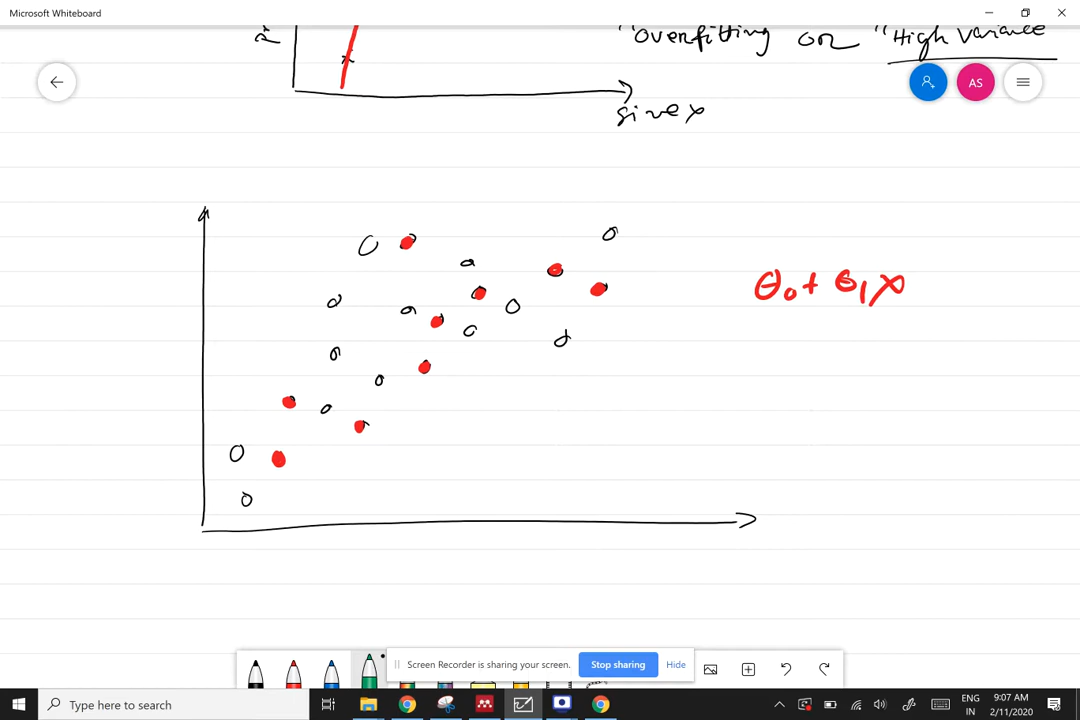 Microsoft Whiteboard
"Overfitting or "High Variance
AS
size x
θ₀ + θ₁x
Screen Recorder is sharing your screen.
Stop sharing
Hide
Type here to search
ENG
IN
9:07 AM
2/11/2020